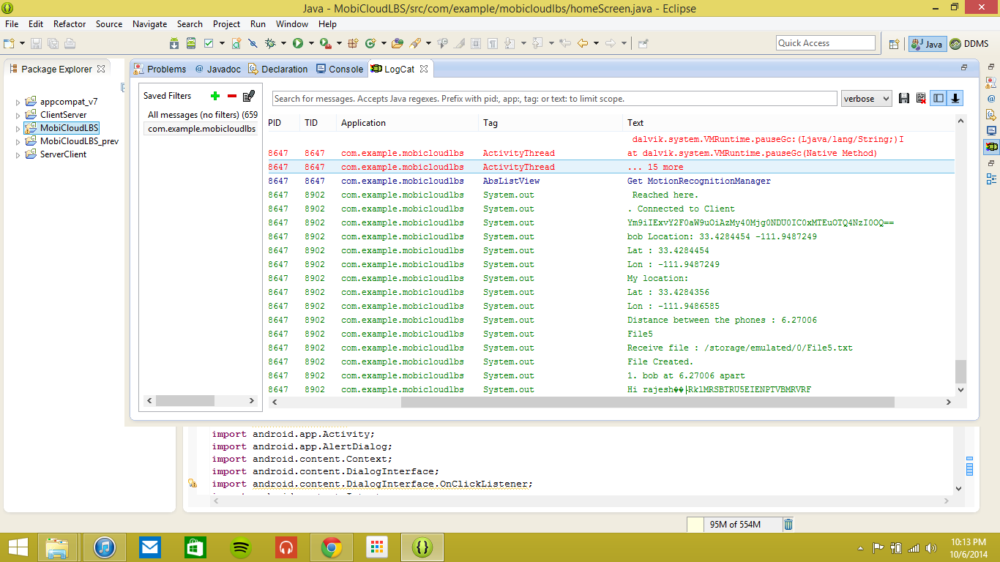 Java - MobiCloudLBS/src/com/example/mobicloudlbs/homeScreen.java - Eclipse
File Edit Refactor Source Navigate Search Project Run Window Help
Quick Access Java DDMS
Package Explorer
Problems @ Javadoc Declaration Console LogCat
appcompat_v7
ClientServer
MobiCloudLBS
MobiCloudLBS_prev
ServerClient
Saved Filters
All messages (no filters) (659
com.example.mobicloudlbs
Search for messages. Accepts Java regexes. Prefix with pid:, app:, tag: or text: to limit scope.
verbose
PID TID Application Tag Text
dalvik.system.VMRuntime.pauseGc:(Ljava/lang/String;)I
8647 8647 com.example.mobicloudlbs ActivityThread at dalvik.system.VMRuntime.pauseGc(Native Method)
8647 8647 com.example.mobicloudlbs ActivityThread ... 15 more
8647 8647 com.example.mobicloudlbs AbsListView Get MotionRecognitionManager
8647 8902 com.example.mobicloudlbs System.out Reached here.
8647 8902 com.example.mobicloudlbs System.out . Connected to Client
8647 8902 com.example.mobicloudlbs System.out Ym9iIExvY2F0aW9uOiAzMy40Mjg0NDU0IC0xMTEuOTQ4NzI0OQ==
8647 8902 com.example.mobicloudlbs System.out bob Location: 33.4284454 -111.9487249
8647 8902 com.example.mobicloudlbs System.out Lat : 33.4284454
8647 8902 com.example.mobicloudlbs System.out Lon : -111.9487249
8647 8902 com.example.mobicloudlbs System.out My location:
8647 8902 com.example.mobicloudlbs System.out Lat : 33.4284356
8647 8902 com.example.mobicloudlbs System.out Lon : -111.9486585
8647 8902 com.example.mobicloudlbs System.out Distance between the phones : 6.27006
8647 8902 com.example.mobicloudlbs System.out File5
8647 8902 com.example.mobicloudlbs System.out Receive file : /storage/emulated/0/File5.txt
8647 8902 com.example.mobicloudlbs System.out File Created.
8647 8902 com.example.mobicloudlbs System.out 1. bob at 6.27006 apart
8647 8902 com.example.mobicloudlbs System.out Hi rajesh��├RklMRSBTRU5EIENPTVBMRVRF
import android.app.Activity;
import android.app.AlertDialog;
import android.content.Context;
import android.content.DialogInterface;
import android.content.DialogInterface.OnClickListener;
95M of 554M
10:13 PM
10/6/2014